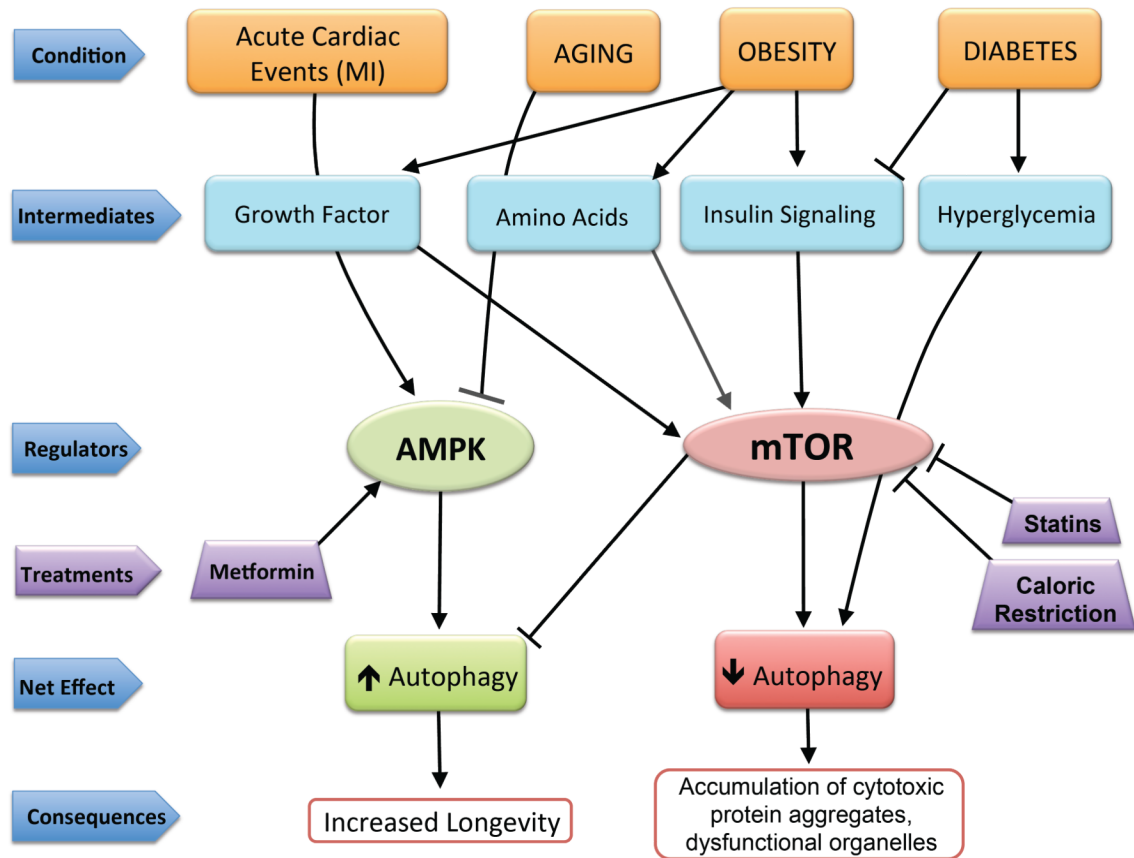 Condition
Acute Cardiac
Events (MI)
AGING
OBESITY
DIABETES
Intermediates
Growth Factor
Amino Acids
Insulin Signaling
Hyperglycemia
Regulators
AMPK
mTOR
Treatments
Metformin
Statins
Caloric
Restriction
Net Effect
↑ Autophagy
↓ Autophagy
Consequences
Increased Longevity
Accumulation of cytotoxic
protein aggregates,
dysfunctional organelles